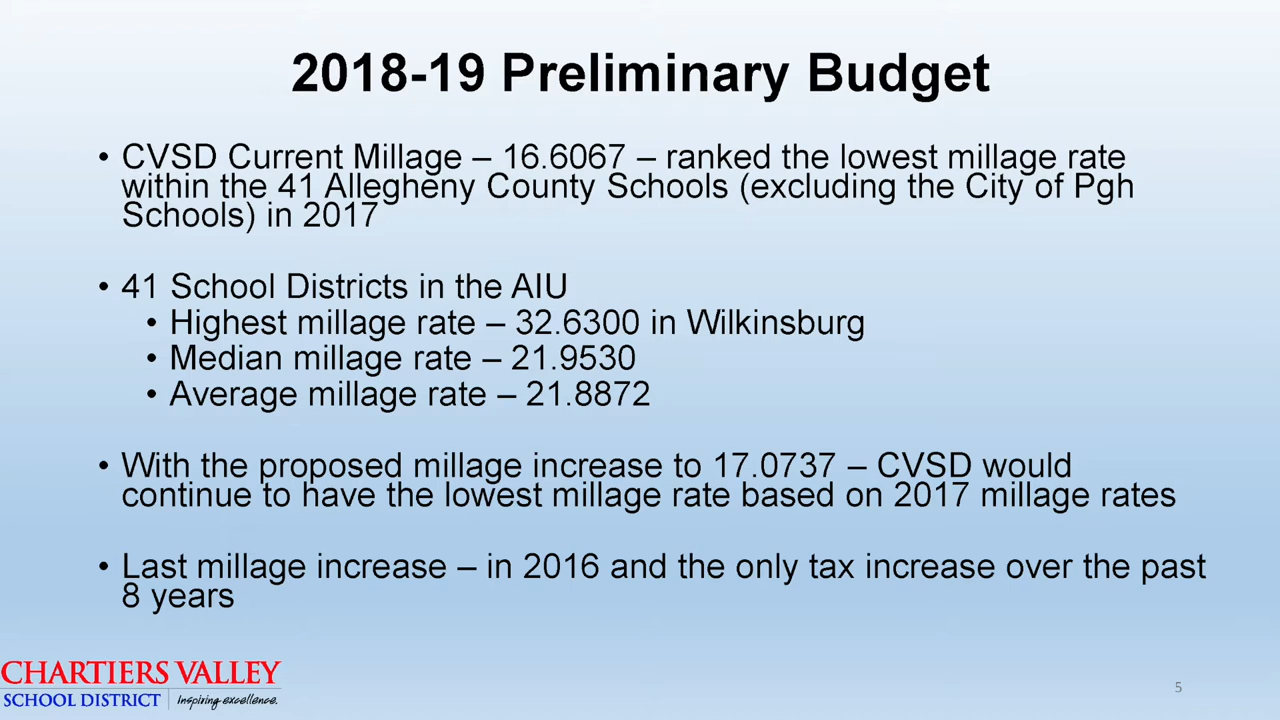 2018-19 Preliminary Budget
• CVSD Current Millage – 16.6067 – ranked the lowest millage rate
within the 41 Allegheny County Schools (excluding the City of Pgh
Schools) in 2017
• 41 School Districts in the AIU
• Highest millage rate – 32.6300 in Wilkinsburg
• Median millage rate – 21.9530
• Average millage rate – 21.8872
• With the proposed millage increase to 17.0737 – CVSD would
continue to have the lowest millage rate based on 2017 millage rates
• Last millage increase – in 2016 and the only tax increase over the past
8 years
CHARTIERS VALLEY
SCHOOL DISTRICT Inspiring excellence.
5